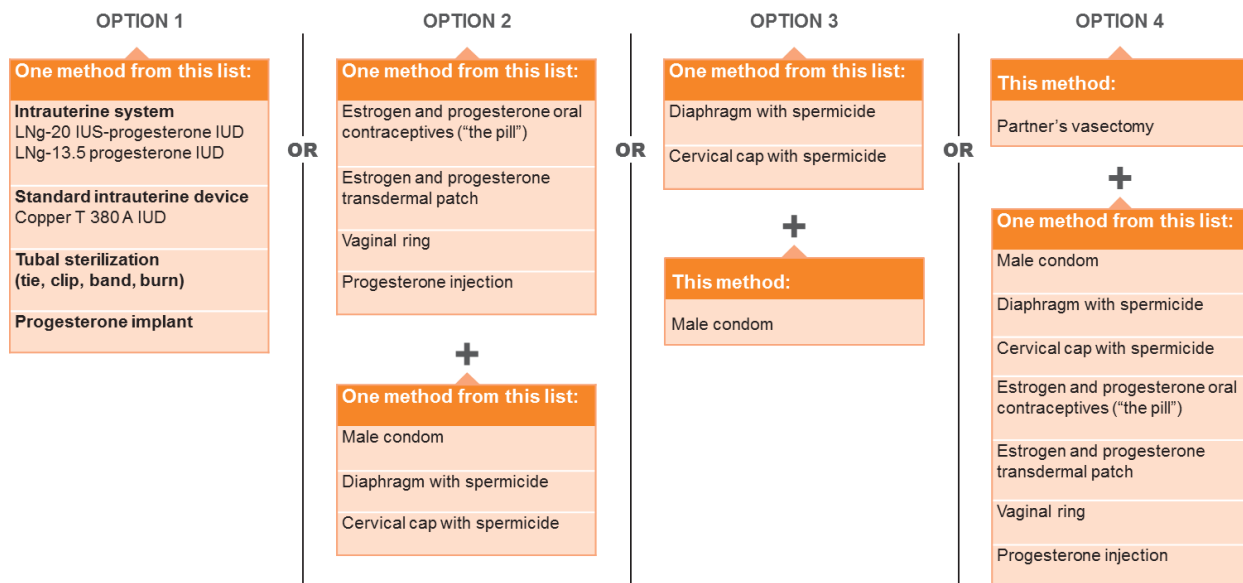 OPTION 1
One method from this list:
Intrauterine system
LNg-20 IUS-progesterone IUD
LNg-13.5 progesterone IUD
Standard intrauterine device
Copper T 380 A IUD
Tubal sterilization
(tie, clip, band, burn)
Progesterone implant
OR
OPTION 2
One method from this list:
Estrogen and progesterone oral
contraceptives (“the pill”)
Estrogen and progesterone
transdermal patch
Vaginal ring
Progesterone injection
+
One method from this list:
Male condom
Diaphragm with spermicide
Cervical cap with spermicide
OR
OPTION 3
One method from this list:
Diaphragm with spermicide
Cervical cap with spermicide
+
This method:
Male condom
OR
OPTION 4
This method:
Partner’s vasectomy
+
One method from this list:
Male condom
Diaphragm with spermicide
Cervical cap with spermicide
Estrogen and progesterone oral
contraceptives (“the pill”)
Estrogen and progesterone
transdermal patch
Vaginal ring
Progesterone injection